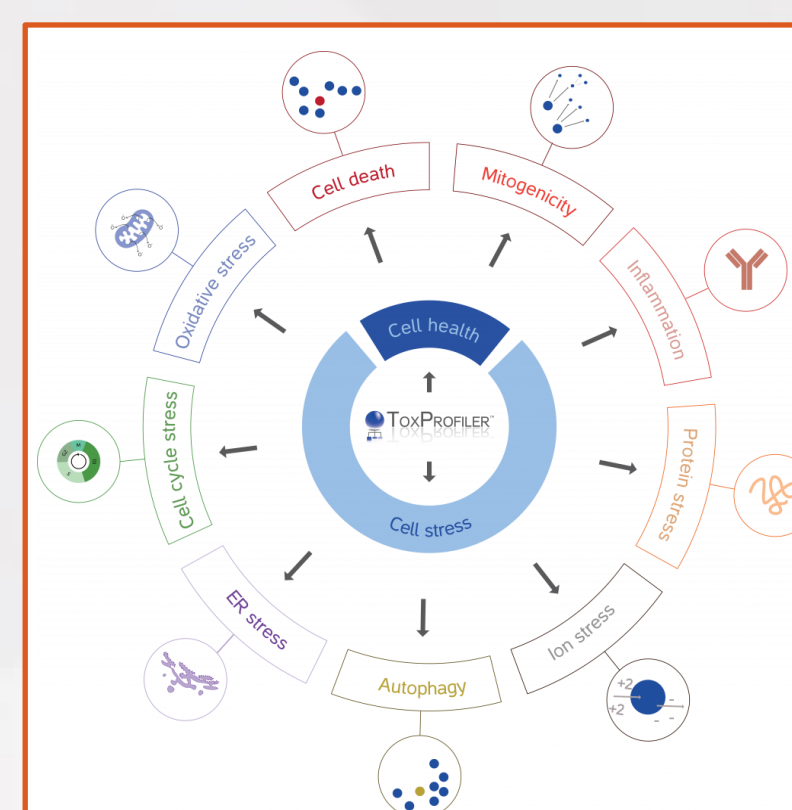 Cell death
Mitogenicity
Inflammation
Protein stress
Ion stress
Autophagy
ER stress
Cell cycle stress
Oxidative stress
Cell health
TOXPROFILER™
Cell stress
+2
+2
-
- -